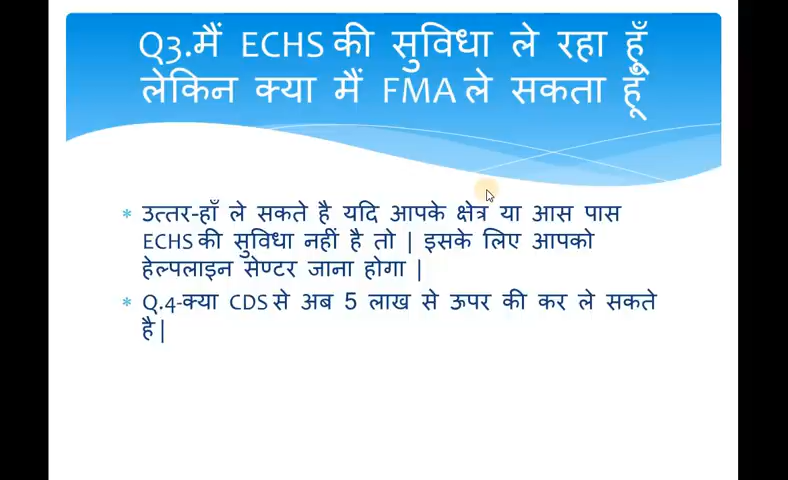 Q3.मैं ECHS की सुविधा ले रहा हूँ
लेकिन क्या मैं FMA ले सकता हूँ
* उत्तर-हाँ ले सकते है यदि आपके क्षेत्र या आस पास
ECHS की सुविधा नहीं है तो | इसके लिए आपको
हेल्पलाइन सेण्टर जाना होगा |
* Q.4-क्या CDS से अब 5 लाख से ऊपर की कर ले सकते
है|